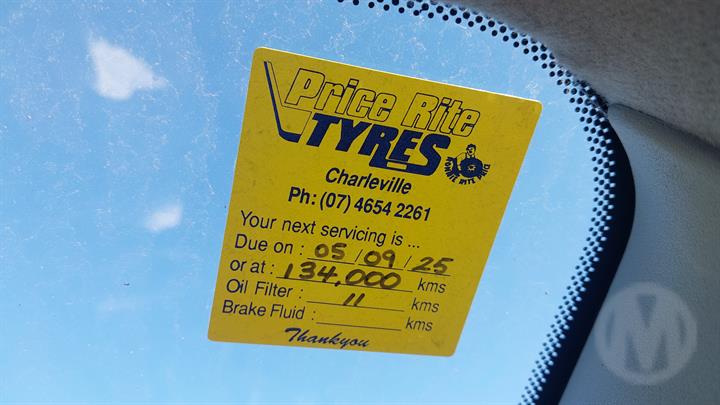 Price Rite
TYRES
Charleville
Ph: (07) 4654 2261
Your next servicing is ...
Due on : 05/09/25
or at : 134,000 kms
Oil Filter : 11 kms
Brake Fluid : kms
Thankyou
M